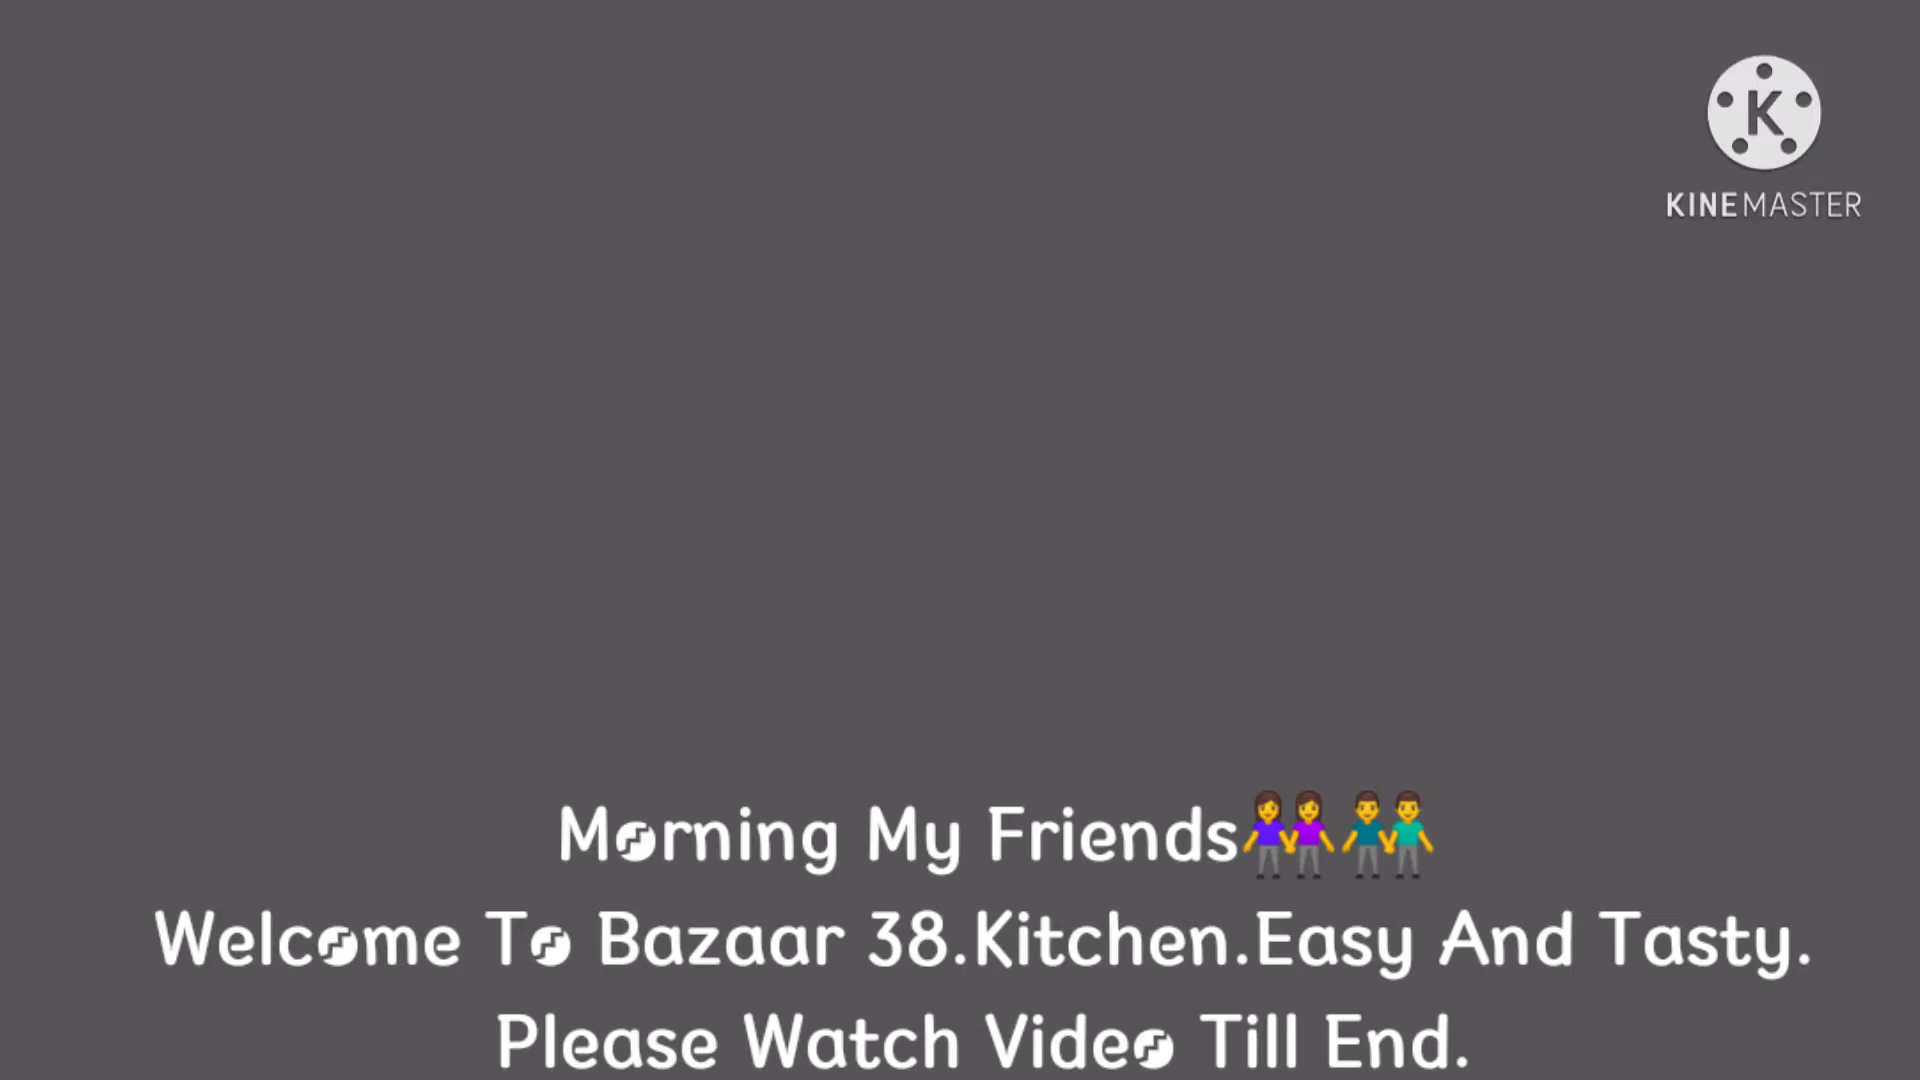 K
KINEMASTER
Morning My Friends👭👬
Welcome To Bazaar 38.Kitchen.Easy And Tasty.
Please Watch Video Till End.